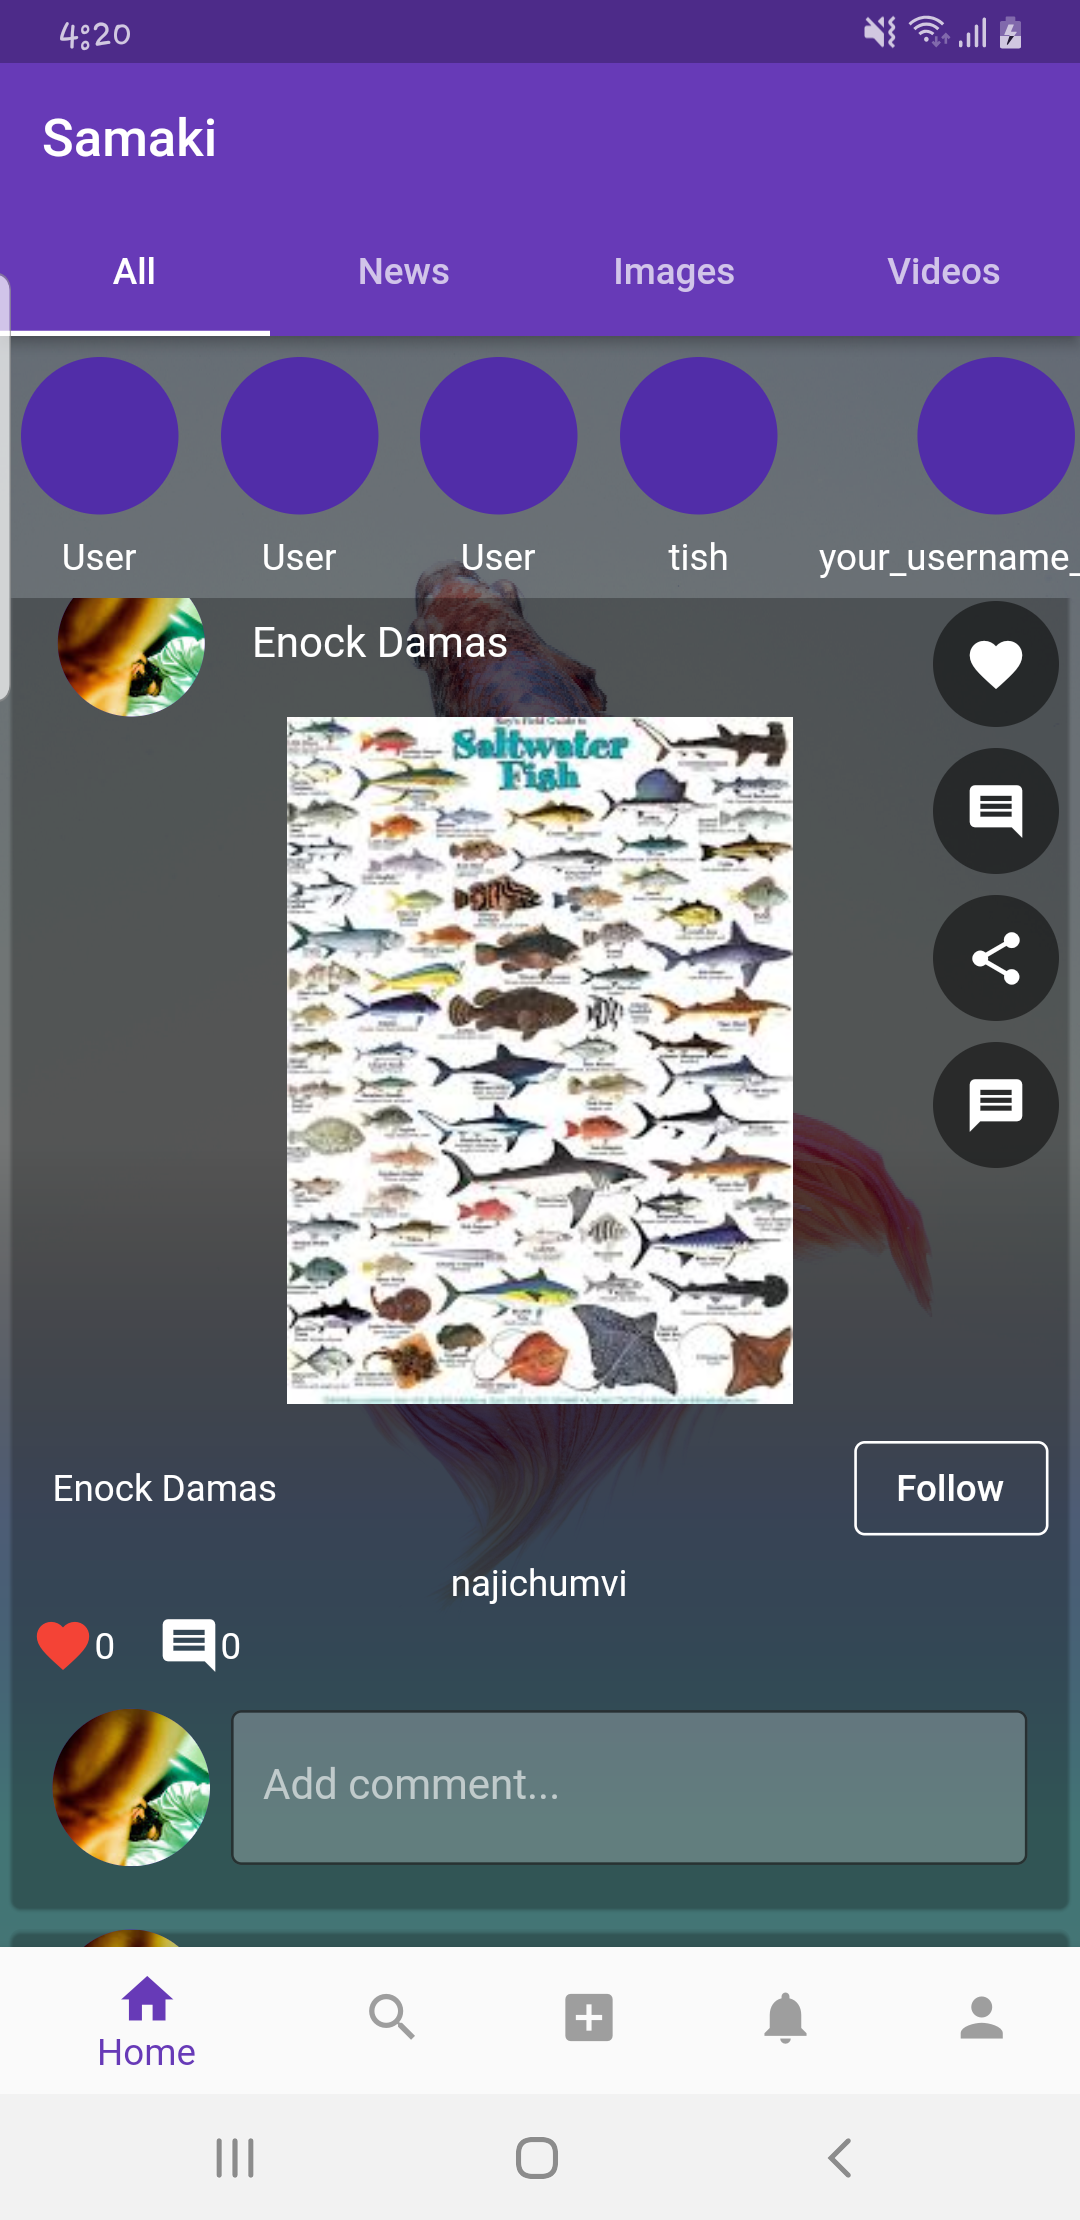 4:20
Samaki
All News Images Videos
User User User tish your_username_
Enock Damas
Saltwater
Fish
Enock Damas
Follow
najichumvi
0 0
Add comment...
Home